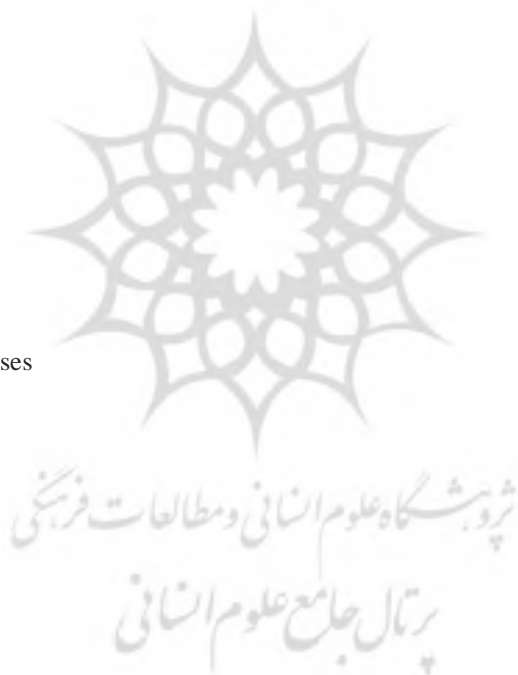 ses
پژوهشگاه علوم انسانی و مطالعات فرهنگی
پرتال جامع علوم انسانی